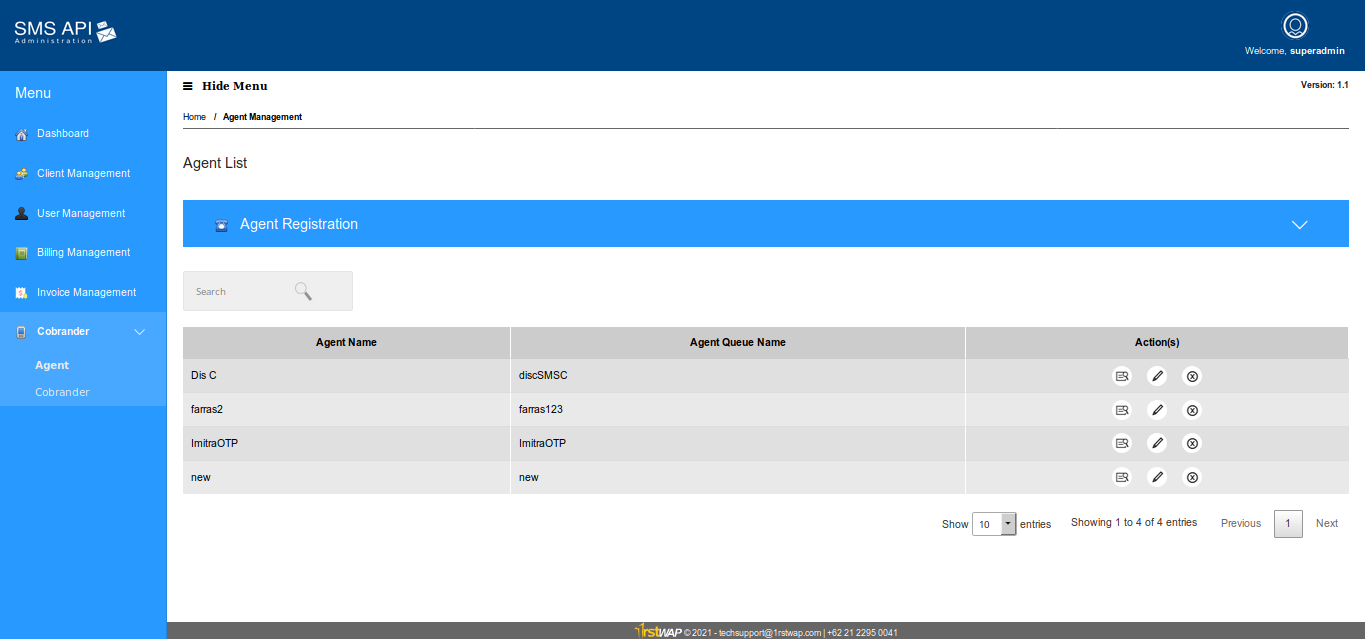 SMS API
Administration
Welcome, superadmin
Menu
Dashboard
Client Management
User Management
Billing Management
Invoice Management
Cobrander
Agent
Cobrander
Hide Menu
Version: 1.1
Home / Agent Management
Agent List
Agent Registration
Search
Agent Name Agent Queue Name Action(s)
Dis C discSMSC
farras2 farras123
ImitraOTP ImitraOTP
new new
Show 10 entries Showing 1 to 4 of 4 entries Previous 1 Next
1rstWAP © 2021 - techsupport@1rstwap.com | +62 21 2295 0041